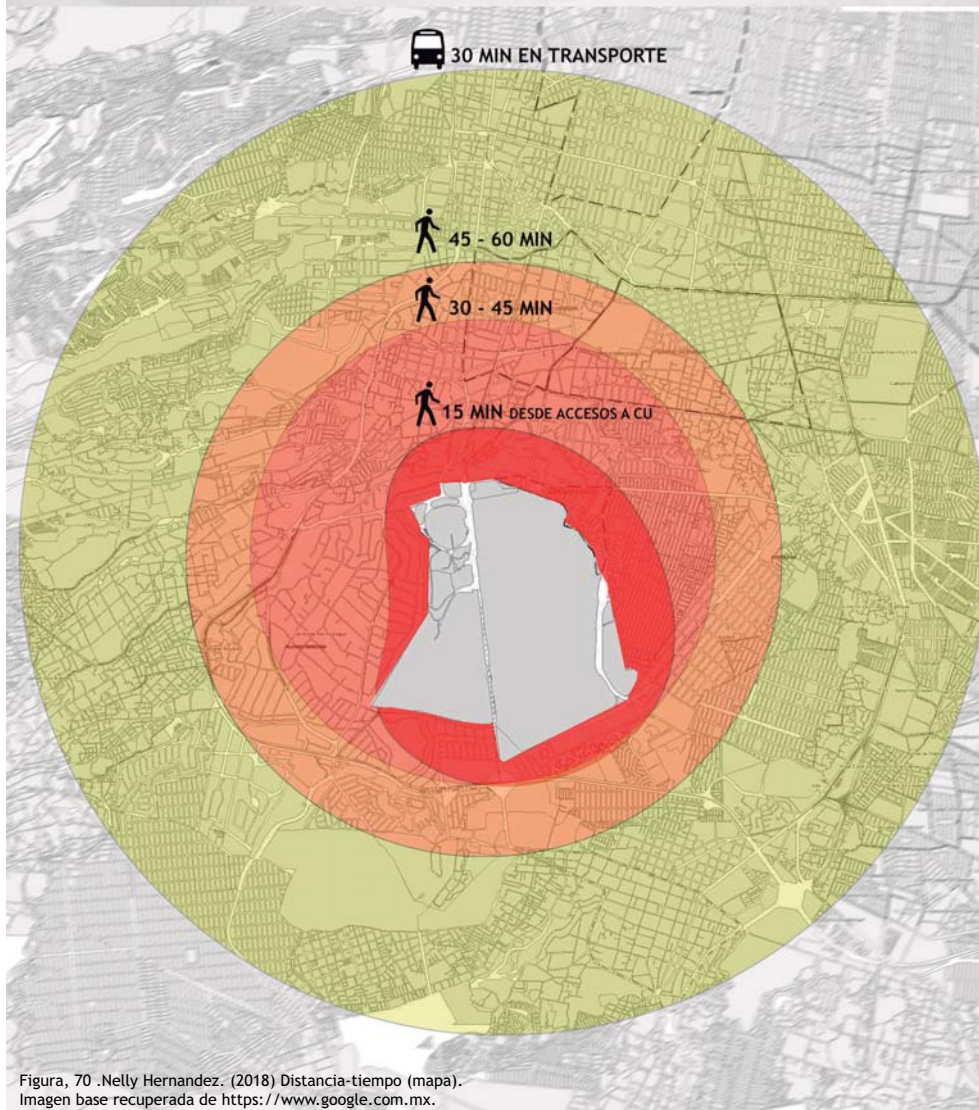 30 MIN EN TRANSPORTE
45 - 60 MIN
30 - 45 MIN
15 MIN DESDE ACCESOS A CU
Figura, 70 .Nelly Hernandez. (2018) Distancia-tiempo (mapa).
Imagen base recuperada de https://www.google.com.mx.